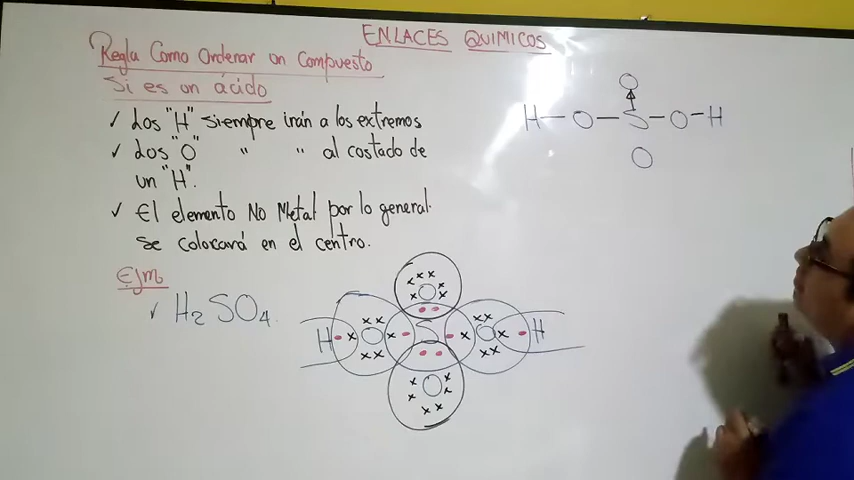 ENLACES QUIMICOS
Regla Como Ordenar un Compuesto
Si es un ácido
✓ Los "H" siempre irán a los extremos
✓ Los "O" " " al costado de
un "H".
✓ El elemento No Metal por lo general
se colocará en el centro.
Ejm
✓ H₂SO₄.
O
H – O – S – O – H
O
O
H O S O H
O